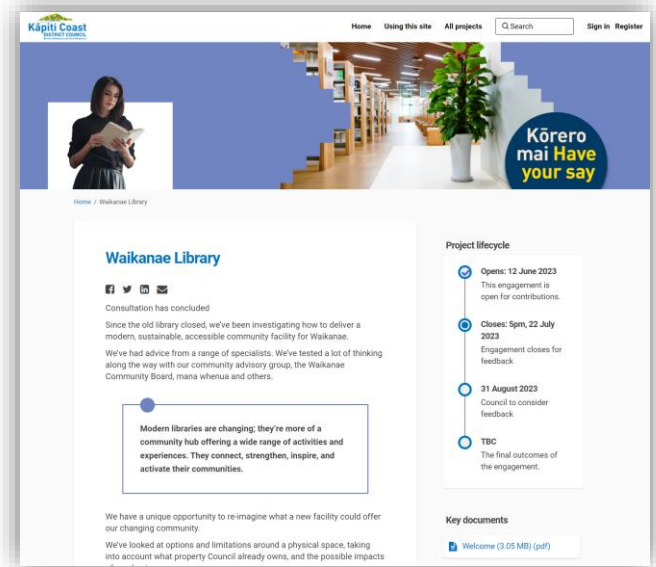 Kāpiti Coast
DISTRICT COUNCIL
Home Using this site All projects Search Sign in Register
Kōrero
mai Have
your say
Home / Waikanae Library
Waikanae Library
Consultation has concluded
Since the old library closed, we've been investigating how to deliver a
modern, sustainable, accessible community facility for Waikanae.
We've had advice from a range of specialists. We've tested a lot of thinking
along the way with our community advisory group, the Waikanae
Community Board, mana whenua and others.
Modern libraries are changing; they're more of a
community hub offering a wide range of activities and
experiences. They connect, strengthen, inspire, and
activate their communities.
We have a unique opportunity to re-imagine what a new facility could offer
our changing community.
We've looked at options and limitations around a physical space, taking
into account what property Council already owns, and the possible impacts
Project lifecycle
Opens: 12 June 2023
This engagement is
open for contributions.
Closes: 5pm, 22 July
2023
Engagement closes for
feedback
31 August 2023
Council to consider
feedback
TBC
The final outcomes of
the engagement.
Key documents
Welcome (3.05 MB) (pdf)